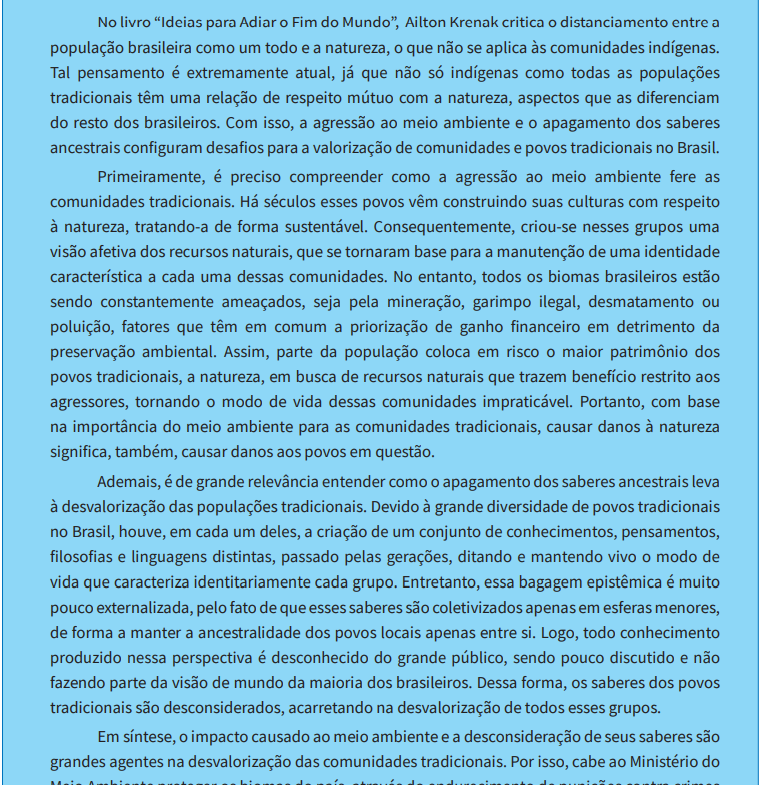 No livro “Ideias para Adiar o Fim do Mundo”, Ailton Krenak critica o distanciamento entre a
população brasileira como um todo e a natureza, o que não se aplica às comunidades indígenas.
Tal pensamento é extremamente atual, já que não só indígenas como todas as populações
tradicionais têm uma relação de respeito mútuo com a natureza, aspectos que as diferenciam
do resto dos brasileiros. Com isso, a agressão ao meio ambiente e o apagamento dos saberes
ancestrais configuram desafios para a valorização de comunidades e povos tradicionais no Brasil.
Primeiramente, é preciso compreender como a agressão ao meio ambiente fere as
comunidades tradicionais. Há séculos esses povos vêm construindo suas culturas com respeito
à natureza, tratando-a de forma sustentável. Consequentemente, criou-se nesses grupos uma
visão afetiva dos recursos naturais, que se tornaram base para a manutenção de uma identidade
característica a cada uma dessas comunidades. No entanto, todos os biomas brasileiros estão
sendo constantemente ameaçados, seja pela mineração, garimpo ilegal, desmatamento ou
poluição, fatores que têm em comum a priorização de ganho financeiro em detrimento da
preservação ambiental. Assim, parte da população coloca em risco o maior patrimônio dos
povos tradicionais, a natureza, em busca de recursos naturais que trazem benefício restrito aos
agressores, tornando o modo de vida dessas comunidades impraticável. Portanto, com base
na importância do meio ambiente para as comunidades tradicionais, causar danos à natureza
significa, também, causar danos aos povos em questão.
Ademais, é de grande relevância entender como o apagamento dos saberes ancestrais leva
à desvalorização das populações tradicionais. Devido à grande diversidade de povos tradicionais
no Brasil, houve, em cada um deles, a criação de um conjunto de conhecimentos, pensamentos,
filosofias e linguagens distintas, passado pelas gerações, ditando e mantendo vivo o modo de
vida que caracteriza identitariamente cada grupo. Entretanto, essa bagagem epistêmica é muito
pouco externalizada, pelo fato de que esses saberes são coletivizados apenas em esferas menores,
de forma a manter a ancestralidade dos povos locais apenas entre si. Logo, todo conhecimento
produzido nessa perspectiva é desconhecido do grande público, sendo pouco discutido e não
fazendo parte da visão de mundo da maioria dos brasileiros. Dessa forma, os saberes dos povos
tradicionais são desconsiderados, acarretando na desvalorização de todos esses grupos.
Em síntese, o impacto causado ao meio ambiente e a desconsideração de seus saberes são
grandes agentes na desvalorização das comunidades tradicionais. Por isso, cabe ao Ministério do
Meio Ambiente proteger os biomas do país, através do endurecimento de punições contra crimes